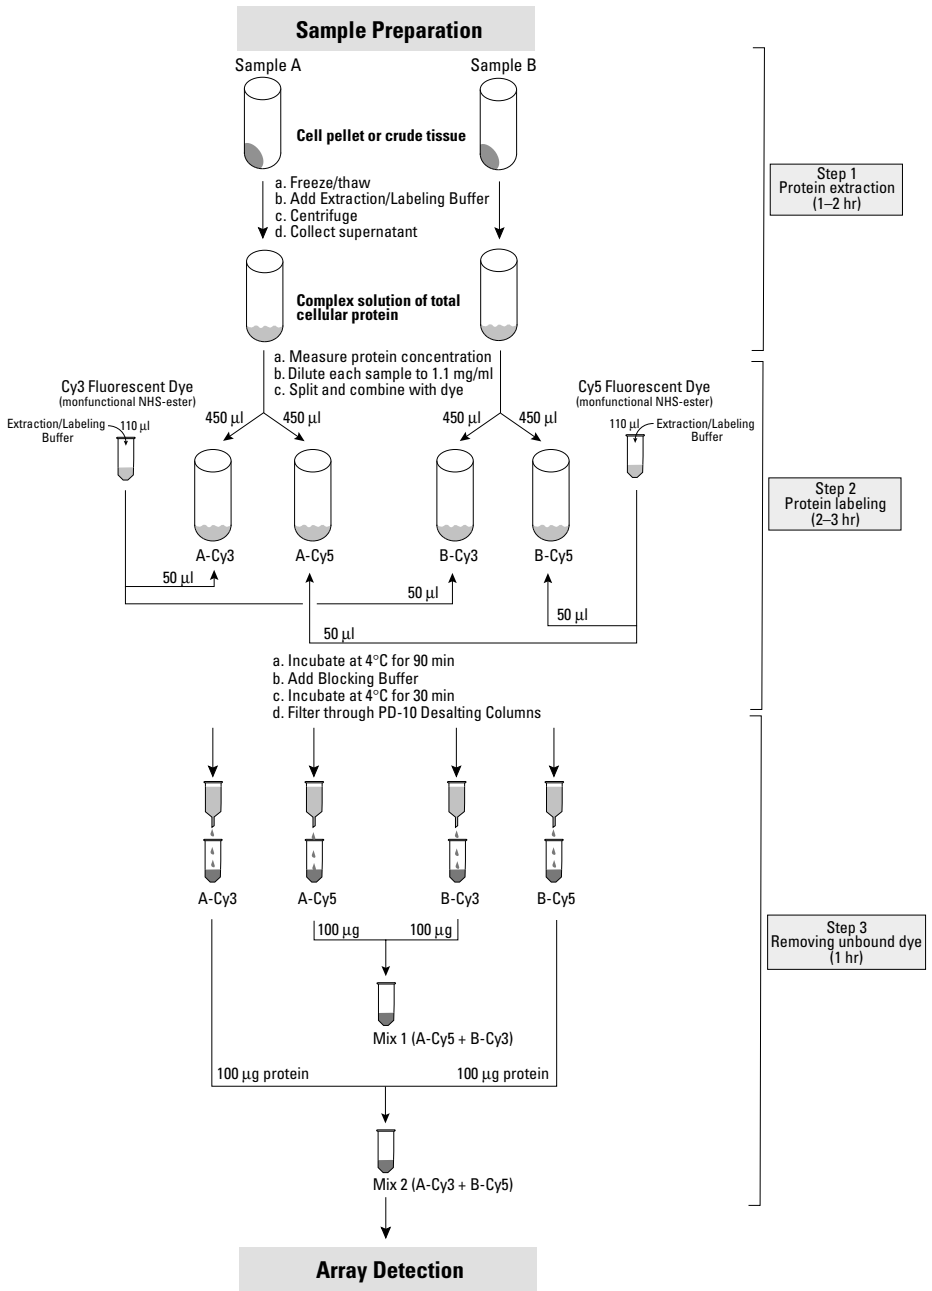 Sample Preparation
Sample A
Sample B
Cell pellet or crude tissue
a. Freeze/thaw
b. Add Extraction/Labeling Buffer
c. Centrifuge
d. Collect supernatant
Step 1
Protein extraction
(1–2 hr)
Complex solution of total
cellular protein
a. Measure protein concentration
b. Dilute each sample to 1.1 mg/ml
c. Split and combine with dye
Cy3 Fluorescent Dye
(monfunctional NHS-ester)
Extraction/Labeling
Buffer
110 µl
450 µl
450 µl
450 µl
450 µl
Cy5 Fluorescent Dye
(monfunctional NHS-ester)
110 µl
Extraction/Labeling
Buffer
Step 2
Protein labeling
(2–3 hr)
A-Cy3
A-Cy5
B-Cy3
B-Cy5
50 µl
50 µl
50 µl
50 µl
a. Incubate at 4°C for 90 min
b. Add Blocking Buffer
c. Incubate at 4°C for 30 min
d. Filter through PD-10 Desalting Columns
A-Cy3
A-Cy5
B-Cy3
B-Cy5
100 µg
100 µg
Step 3
Removing unbound dye
(1 hr)
Mix 1 (A-Cy5 + B-Cy3)
100 µg protein
100 µg protein
Mix 2 (A-Cy3 + B-Cy5)
Array Detection